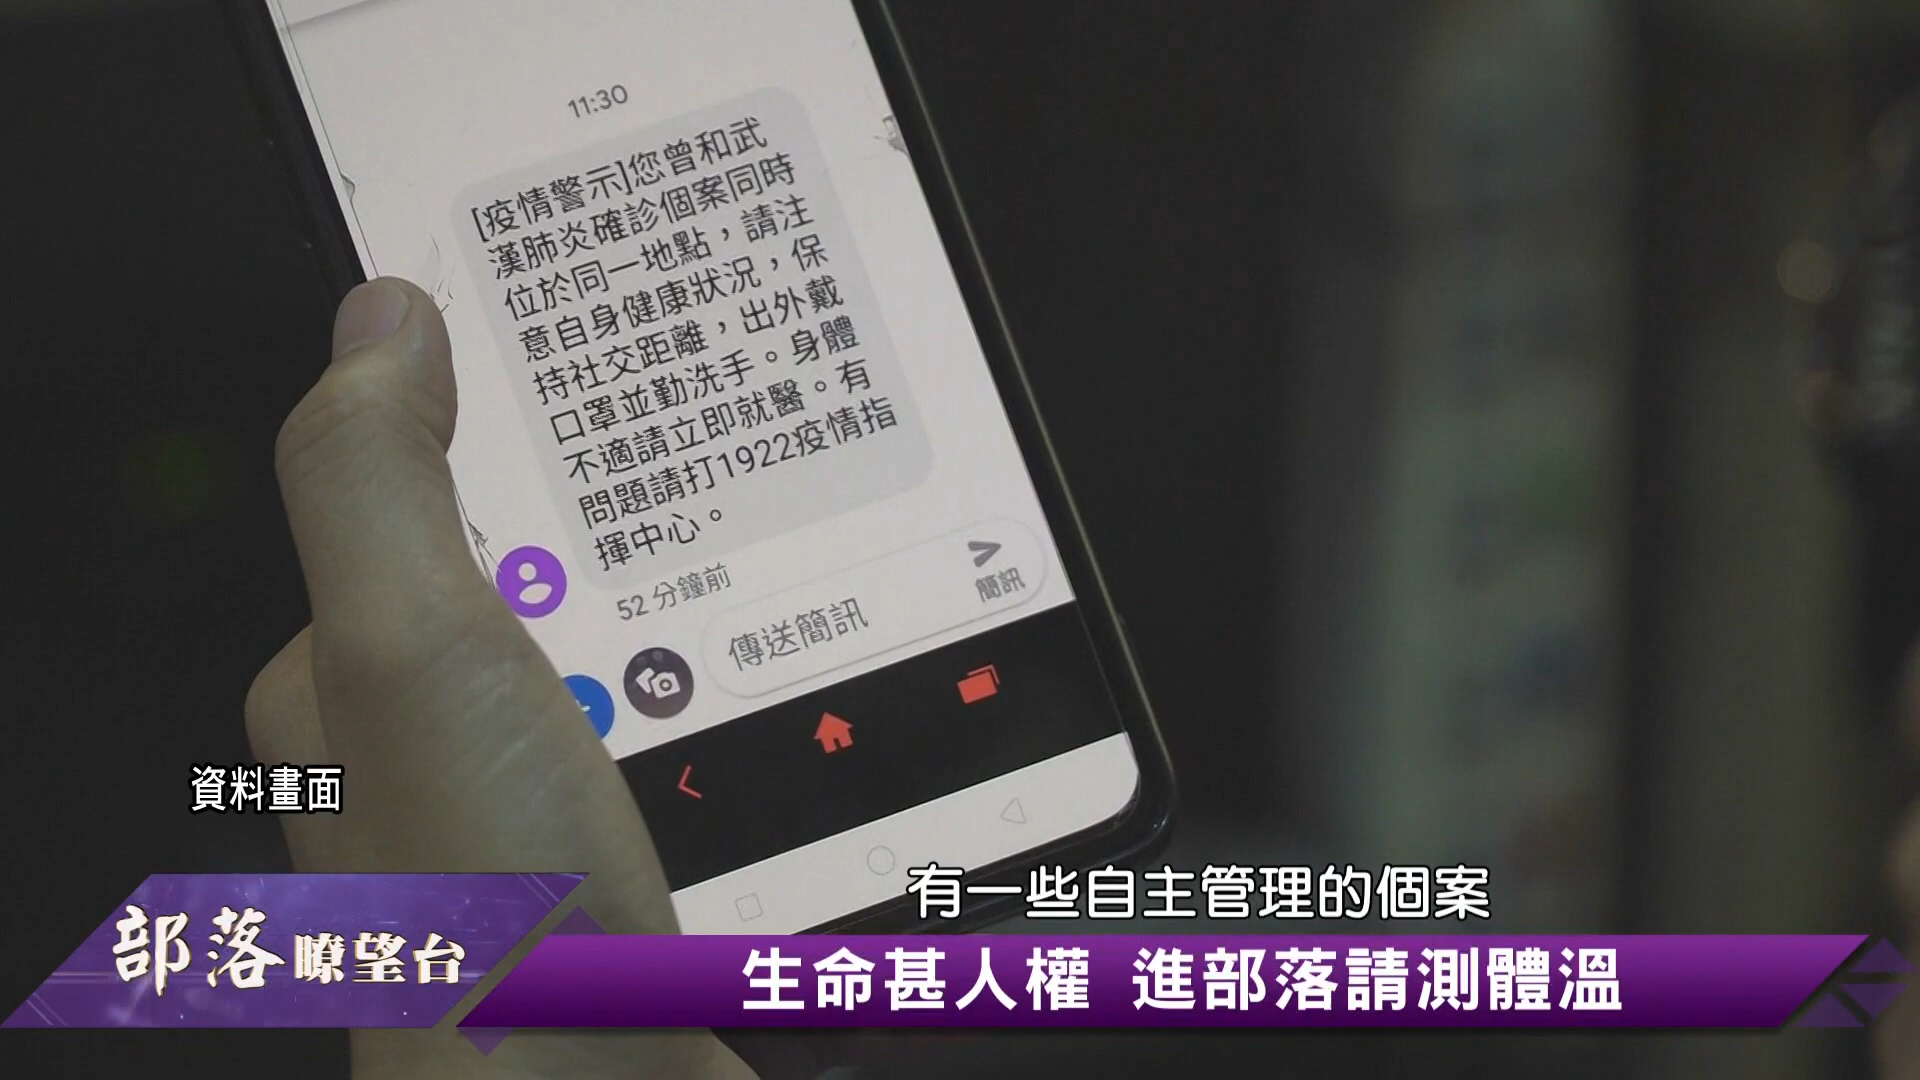 11:30
[疫情警示]您曾和武
漢肺炎確診個案同時
位於同一地點，請注
意自身健康狀況，保
持社交距離，出外戴
口罩並勤洗手。身體
不適請立即就醫。有
問題請打1922疫情指
揮中心。
52 分鐘前
傳送簡訊
簡訊
資料畫面
有一些自主管理的個案
部落瞭望台
生命甚人權 進部落請測體溫